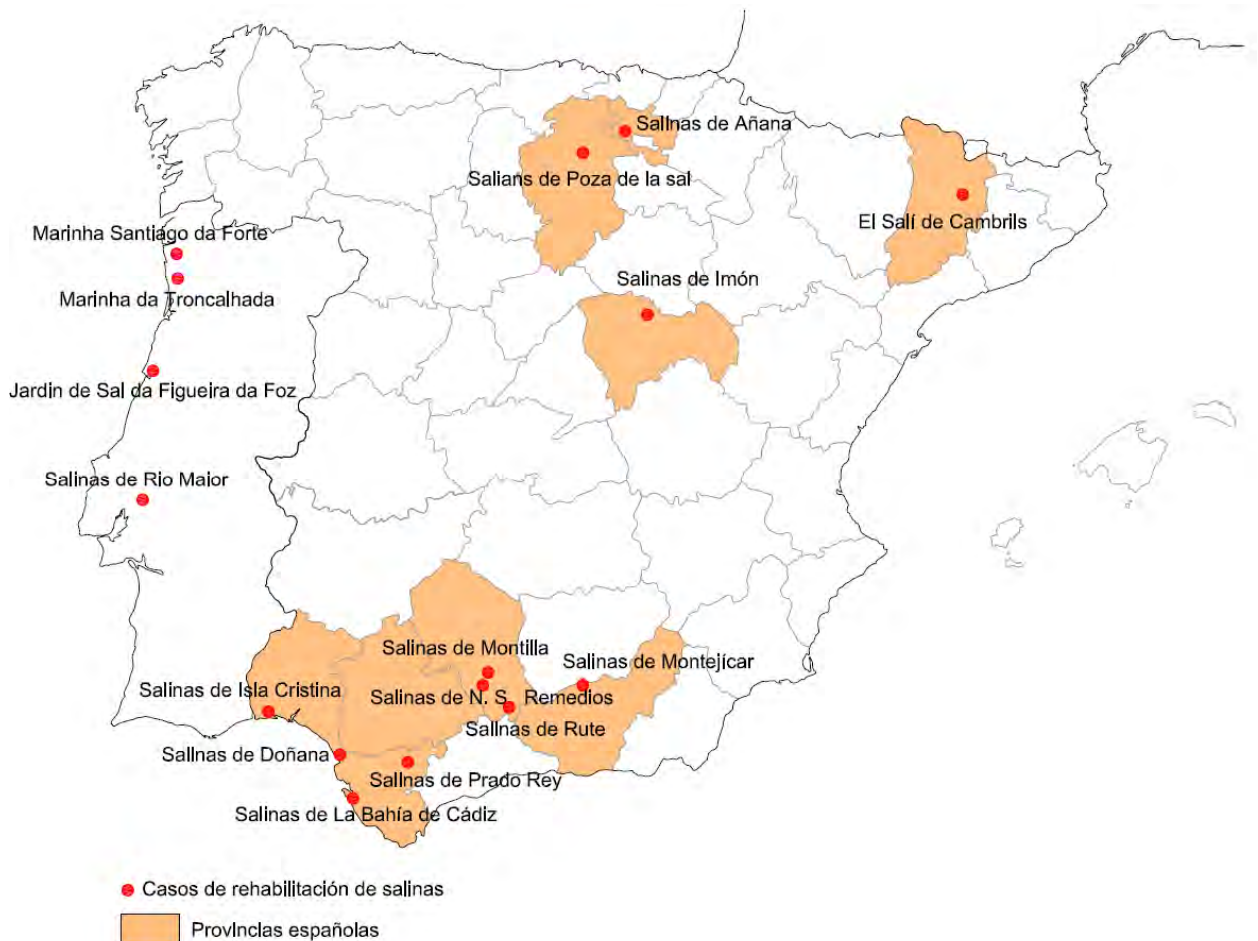 Salinas de Añana
Salians de Poza de la sal
El Salí de Cambrils
Marinha Santiago da Forte
Salinas de Imón
Marinha da Troncalhada
Jardin de Sal da Figueira da Foz
Salinas de Rio Maior
Salinas de Montilla
Salinas de Montejícar
Salinas de Isla Cristina
Salinas de N. S. Remedios
Salinas de Rute
Salinas de Doñana
Salinas de Prado Rey
Salinas de La Bahía de Cádiz
Casos de rehabilitación de salinas
Provincias españolas